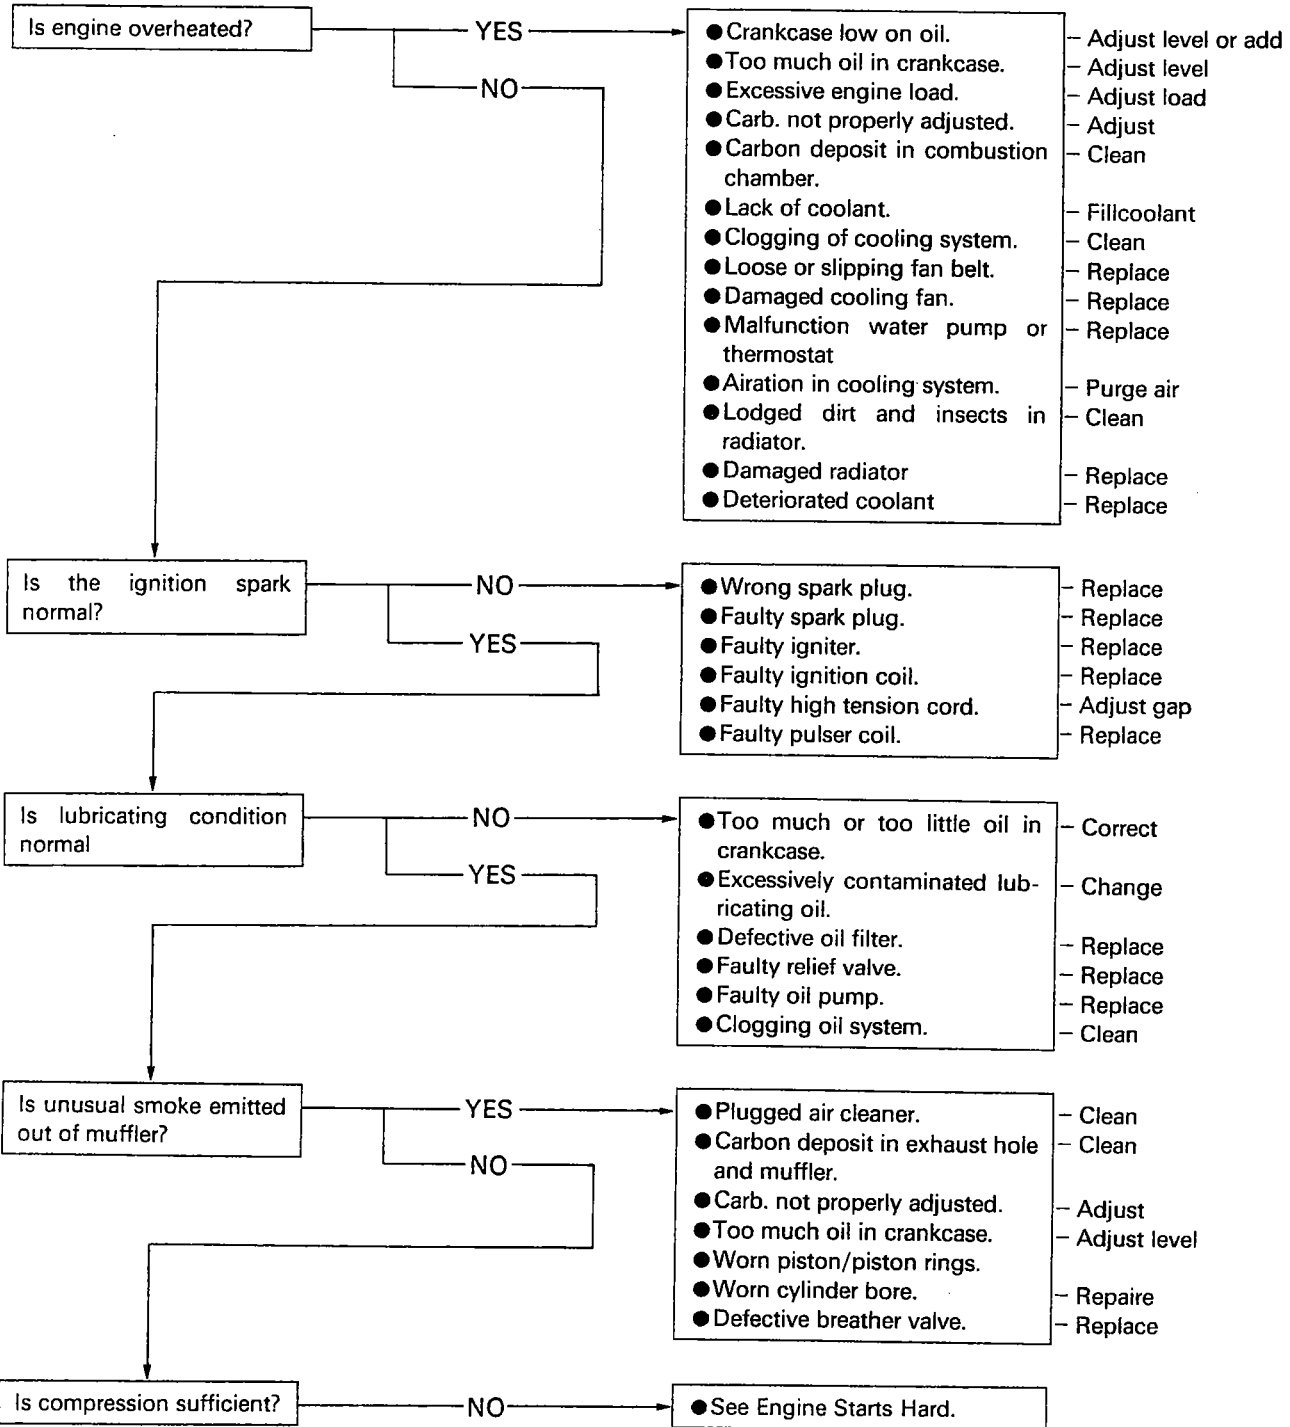 Is engine overheated?
YES
NO
● Crankcase low on oil. – Adjust level or add
● Too much oil in crankcase. – Adjust level
● Excessive engine load. – Adjust load
● Carb. not properly adjusted. – Adjust
● Carbon deposit in combustion – Clean
chamber.
● Lack of coolant. – Fillcoolant
● Clogging of cooling system. – Clean
● Loose or slipping fan belt. – Replace
● Damaged cooling fan. – Replace
● Malfunction water pump or – Replace
thermostat
● Airation in cooling system. – Purge air
● Lodged dirt and insects in – Clean
radiator.
● Damaged radiator – Replace
● Deteriorated coolant – Replace
Is the ignition spark
normal?
NO
YES
● Wrong spark plug. – Replace
● Faulty spark plug. – Replace
● Faulty igniter. – Replace
● Faulty ignition coil. – Replace
● Faulty high tension cord. – Adjust gap
● Faulty pulser coil. – Replace
Is lubricating condition
normal
NO
YES
● Too much or too little oil in – Correct
crankcase.
● Excessively contaminated lub- – Change
ricating oil.
● Defective oil filter. – Replace
● Faulty relief valve. – Replace
● Faulty oil pump. – Replace
● Clogging oil system. – Clean
Is unusual smoke emitted
out of muffler?
YES
NO
● Plugged air cleaner. – Clean
● Carbon deposit in exhaust hole – Clean
and muffler.
● Carb. not properly adjusted. – Adjust
● Too much oil in crankcase. – Adjust level
● Worn piston/piston rings.
● Worn cylinder bore. – Repaire
● Defective breather valve. – Replace
Is compression sufficient?
NO
● See Engine Starts Hard.